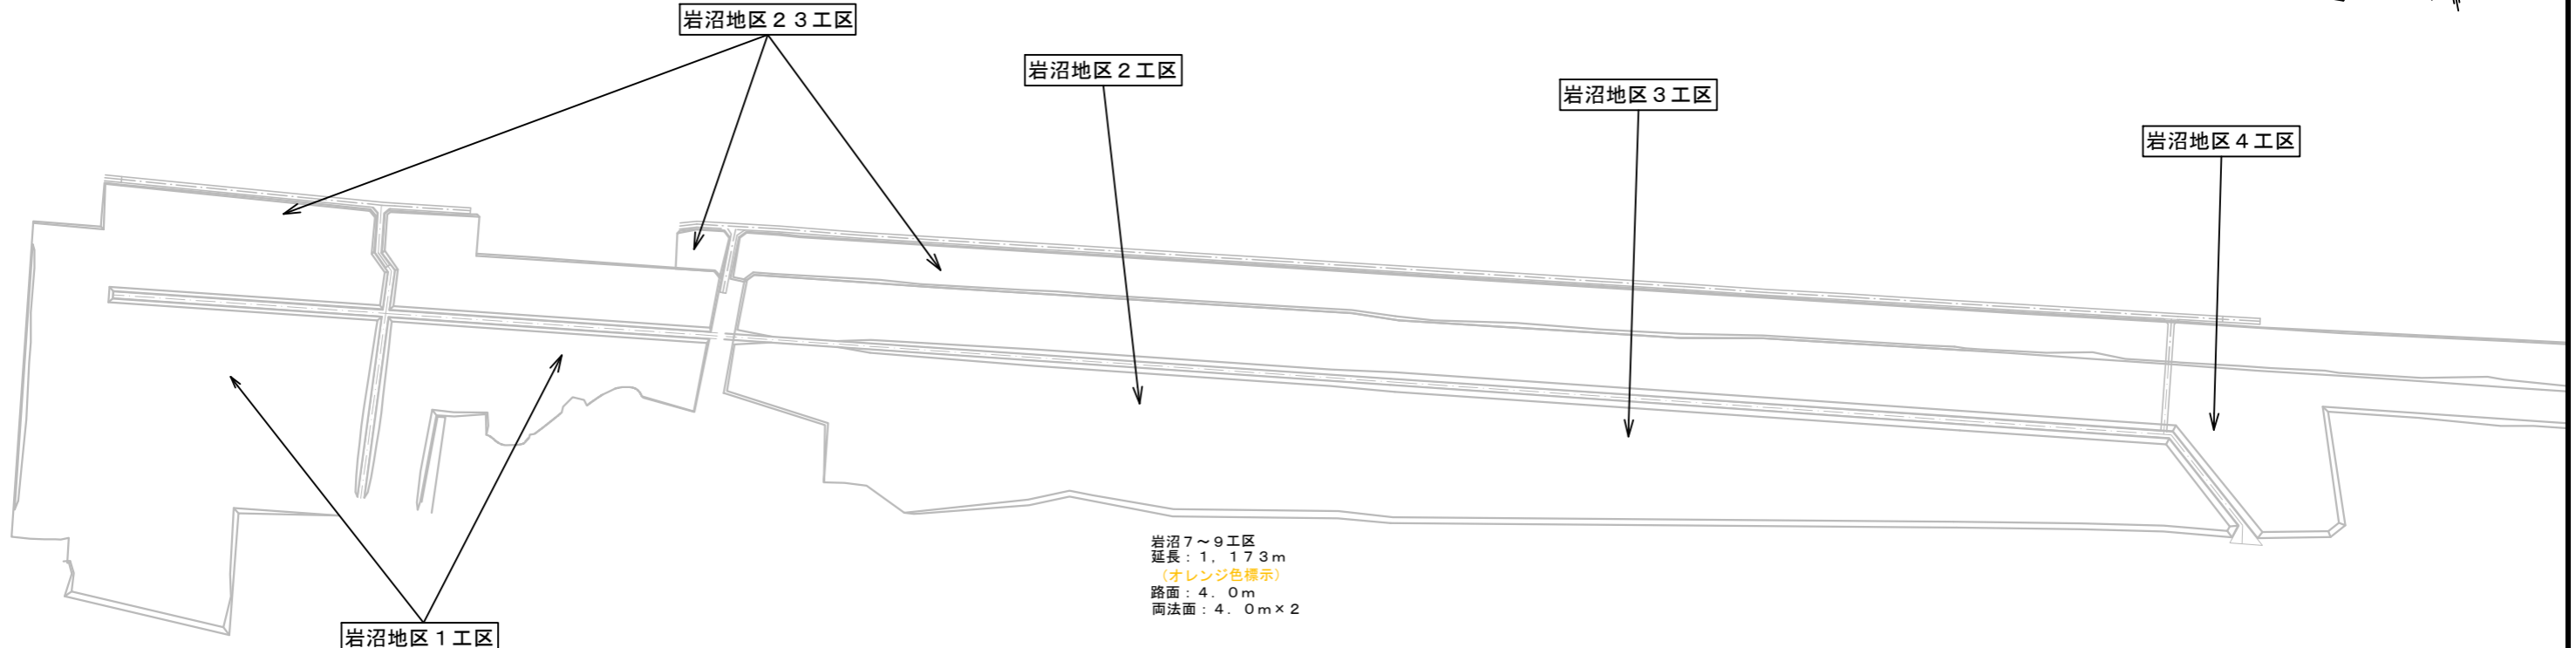 岩沼地区２３工区
岩沼地区２工区
岩沼地区３工区
岩沼地区４工区
岩沼７～９工区
延長：１，１７３ｍ
（オレンジ色標示）
路面：４．０ｍ
両法面：４．０ｍ×２
岩沼地区１工区